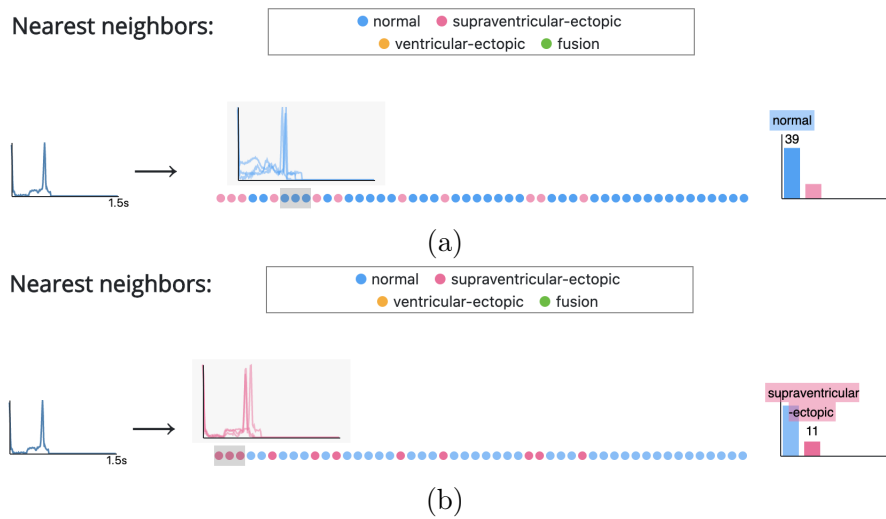 Nearest neighbors:
normal supraventricular-ectopic
ventricular-ectopic fusion
normal
39
1.5s
(a)
Nearest neighbors:
normal supraventricular-ectopic
ventricular-ectopic fusion
supraventricular
-ectopic
11
1.5s
(b)